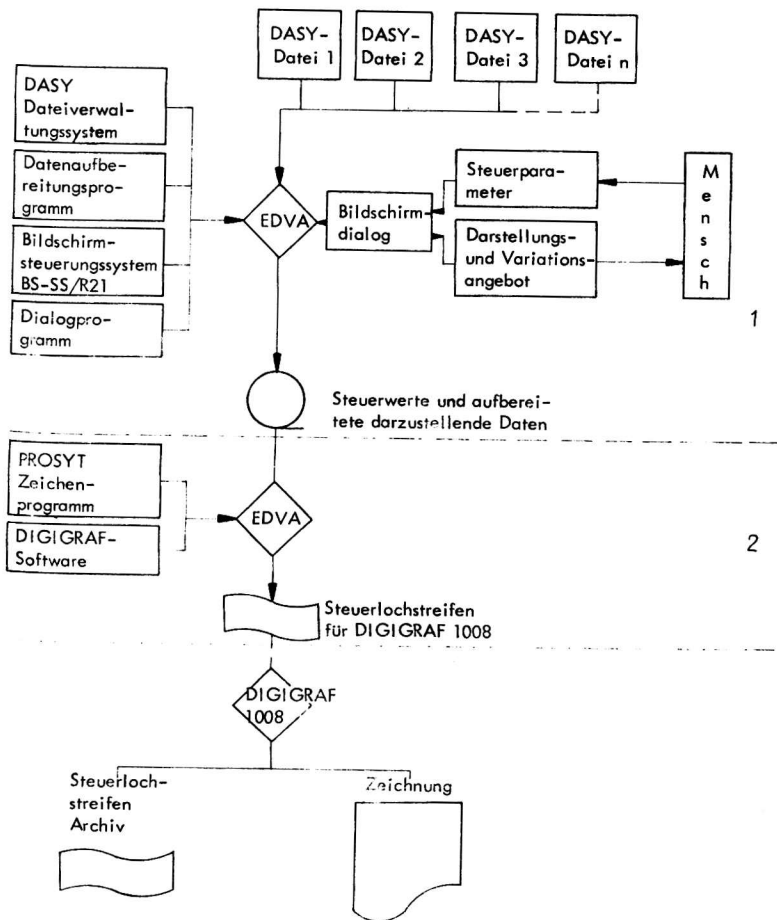 DASY-
Datei 1
DASY-
Datei 2
DASY-
Datei 3
DASY-
Datei n
DASY
Dateiverwal-
tungssystem
Datenaufbe-
reitungspro-
gramm
Bildschirm-
steuerungssystem
BS-SS/R21
Dialogpro-
gramm
EDVA
Bildschirm-
dialog
Steuerpara-
meter
Darstellungs-
und Variations-
angebot
Mensch
1
Steuerwerte und aufberei-
tete darzustellende Daten
PROSYT
Zeichen-
programm
DIGIGRAF-
Software
EDVA
2
Steuerlochstreifen
für DIGIGRAF 1008
DIGIGRAF
1008
Steuerloch-
streifen
Archiv
Zeichnung